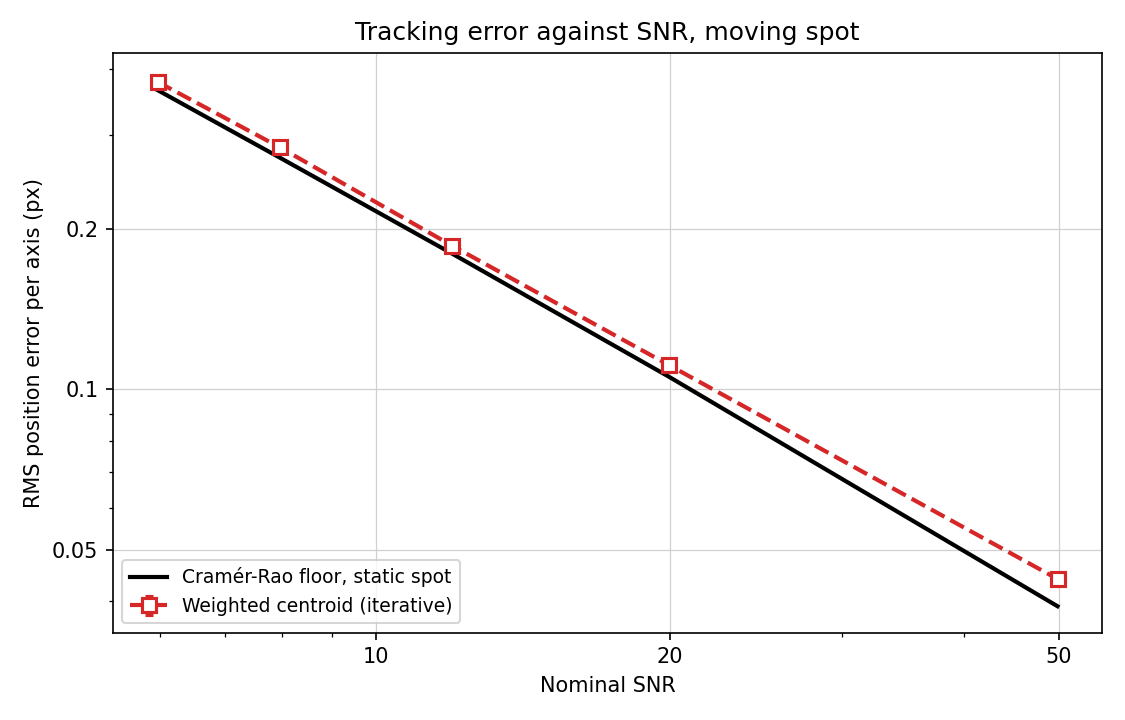 Tracking error against SNR, moving spot
RMS position error per axis (px)
0.2
0.1
0.05
Cramér-Rao floor, static spot
Weighted centroid (iterative)
10
20
50
Nominal SNR